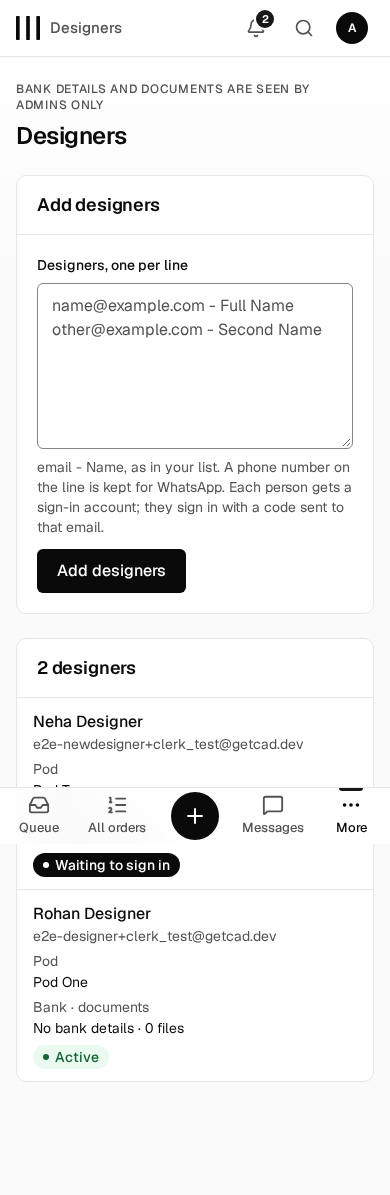 Designers
2
A
BANK DETAILS AND DOCUMENTS ARE SEEN BY
ADMINS ONLY
Designers
Add designers
Designers, one per line
name@example.com - Full Name
other@example.com - Second Name
email - Name, as in your list. A phone number on
the line is kept for WhatsApp. Each person gets a
sign-in account; they sign in with a code sent to
that email.
Add designers
2 designers
Neha Designer
e2e-newdesigner+clerk_test@getcad.dev
Pod
Queue
All orders
Messages
More
Waiting to sign in
Rohan Designer
e2e-designer+clerk_test@getcad.dev
Pod
Pod One
Bank · documents
No bank details · 0 files
Active